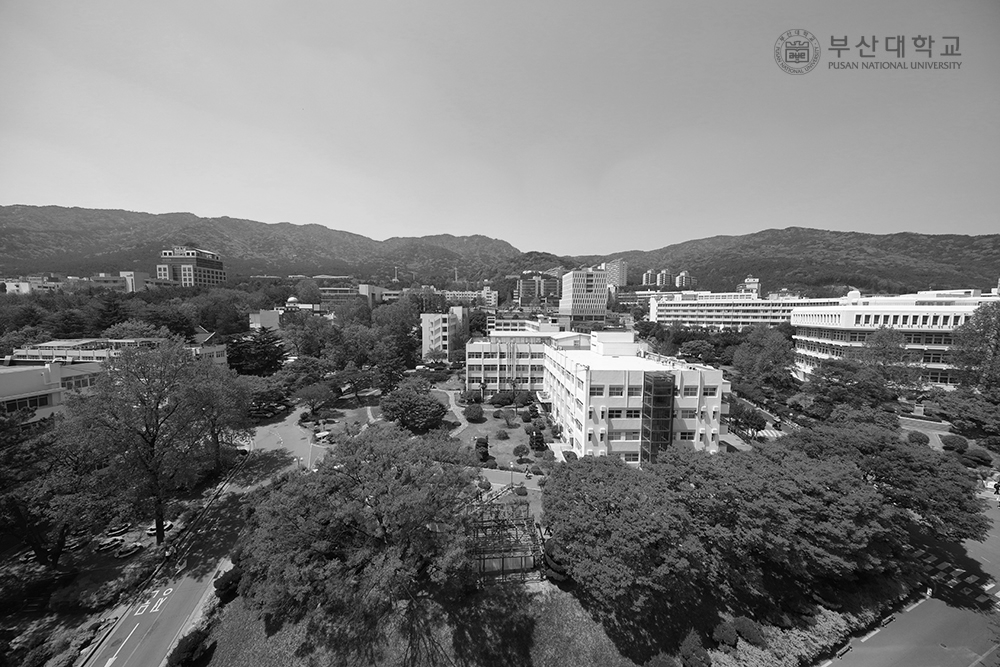 부산대학교
PUSAN NATIONAL UNIVERSITY